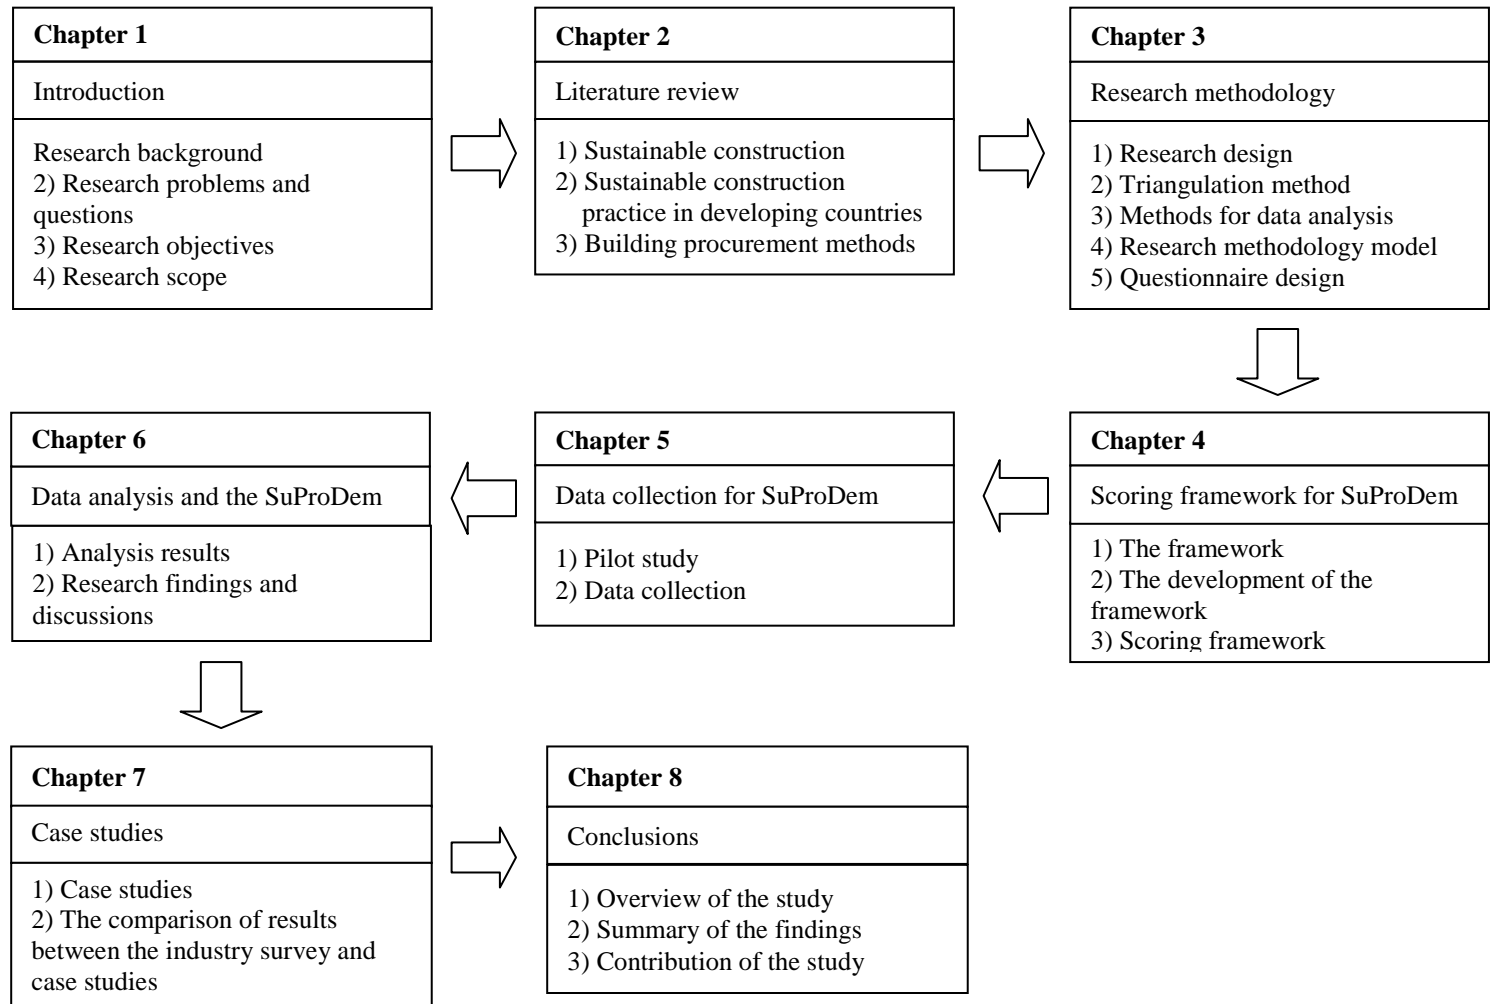 Chapter 1
Introduction
Research background
2) Research problems and
questions
3) Research objectives
4) Research scope
Chapter 2
Literature review
1) Sustainable construction
2) Sustainable construction
practice in developing countries
3) Building procurement methods
Chapter 3
Research methodology
1) Research design
2) Triangulation method
3) Methods for data analysis
4) Research methodology model
5) Questionnaire design
Chapter 4
Scoring framework for SuProDem
1) The framework
2) The development of the
framework
3) Scoring framework
Chapter 5
Data collection for SuProDem
1) Pilot study
2) Data collection
Chapter 6
Data analysis and the SuProDem
1) Analysis results
2) Research findings and
discussions
Chapter 7
Case studies
1) Case studies
2) The comparison of results
between the industry survey and
case studies
Chapter 8
Conclusions
1) Overview of the study
2) Summary of the findings
3) Contribution of the study